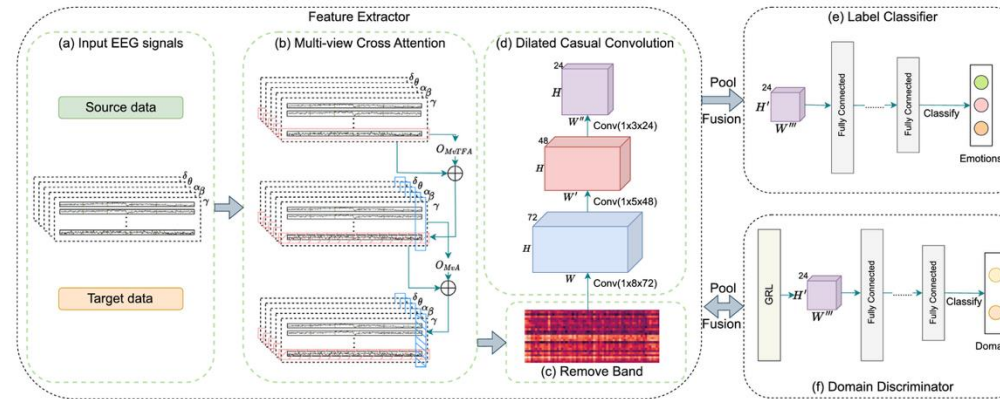 Feature Extractor
(a) Input EEG signals
Source data
δ
θ
α
β
γ
Target data
(b) Multi-view Cross Attention
δ
θ
α
β
γ
O_MvTFA
δ
θ
α
β
γ
O_MvA
δ
θ
α
β
γ
(d) Dilated Casual Convolution
24
H
W''
Conv(1x3x24)
48
H
W'
Conv(1x5x48)
72
H
W
Conv(1x8x72)
(c) Remove Band
Pool
Fusion
Pool
Fusion
(e) Label Classifier
24
H'
W'''
Fully Connected
........
Fully Connected
Classify
Emotions
GRL
24
H'
W'''
Fully Connected
........
Fully Connected
Classify
Doma
(f) Domain Discriminator